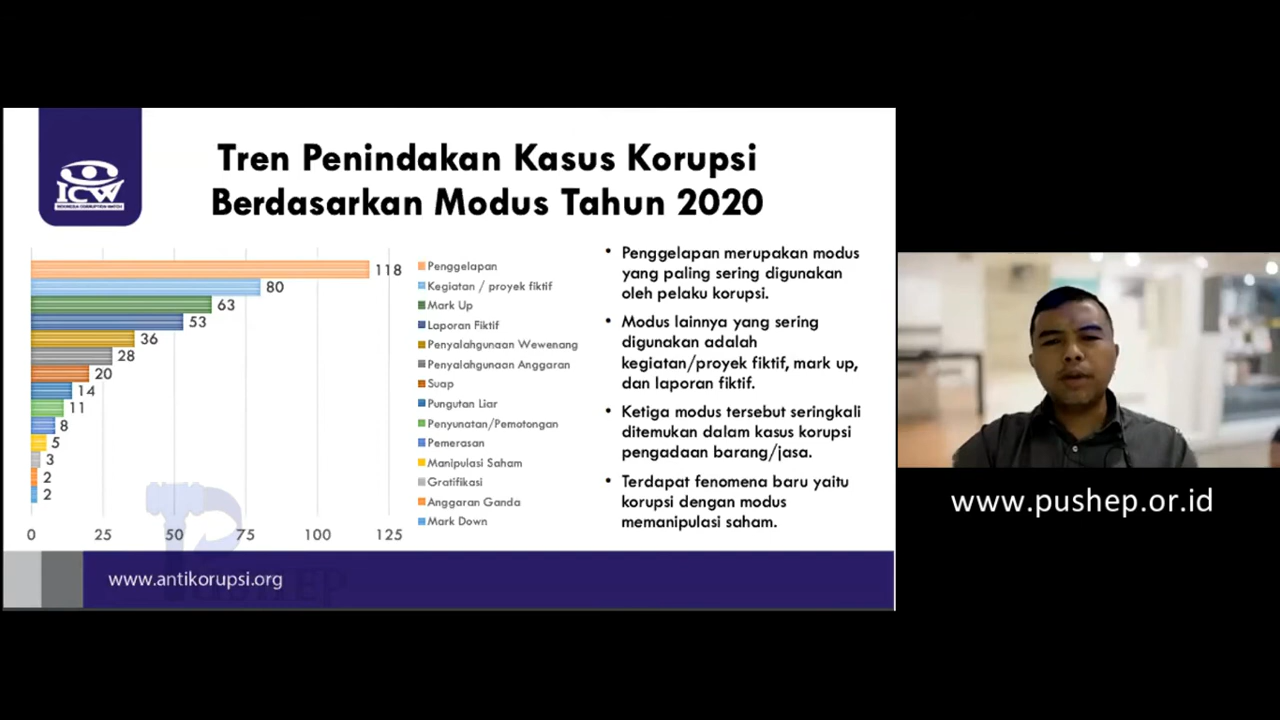 ICW
INDONESIA CORRUPTION WATCH
Tren Penindakan Kasus Korupsi
Berdasarkan Modus Tahun 2020
118
80
63
53
36
28
20
14
11
8
5
3
2
2
0 25 50 75 100 125
Penggelapan
Kegiatan / proyek fiktif
Mark Up
Laporan Fiktif
Penyalahgunaan Wewenang
Penyalahgunaan Anggaran
Suap
Pungutan Liar
Penyunatan/Pemotongan
Pemerasan
Manipulasi Saham
Gratifikasi
Anggaran Ganda
Mark Down
• Penggelapan merupakan modus
yang paling sering digunakan
oleh pelaku korupsi.
• Modus lainnya yang sering
digunakan adalah
kegiatan/proyek fiktif, mark up,
dan laporan fiktif.
• Ketiga modus tersebut seringkali
ditemukan dalam kasus korupsi
pengadaan barang/jasa.
• Terdapat fenomena baru yaitu
korupsi dengan modus
memanipulasi saham.
www.antikorupsi.org
PUSHEP
www.pushep.or.id